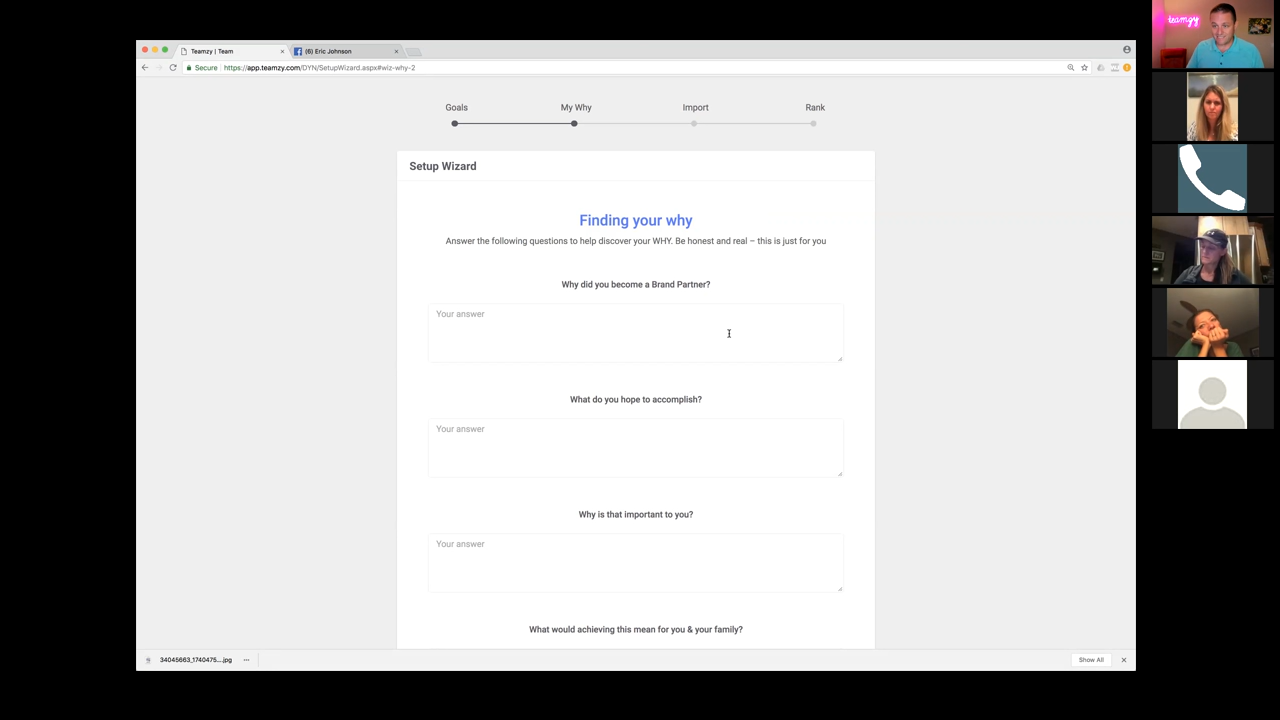 Teamzy | Team
(6) Eric Johnson
Secure
https://app.teamzy.com/DYN/SetupWizard.aspx#wiz-why-2
Goals
My Why
Import
Rank
Setup Wizard
Finding your why
Answer the following questions to help discover your WHY. Be honest and real – this is just for you
Why did you become a Brand Partner?
Your answer
What do you hope to accomplish?
Your answer
Why is that important to you?
Your answer
What would achieving this mean for you & your family?
34045663_1740475....jpg
Show All
teamzy